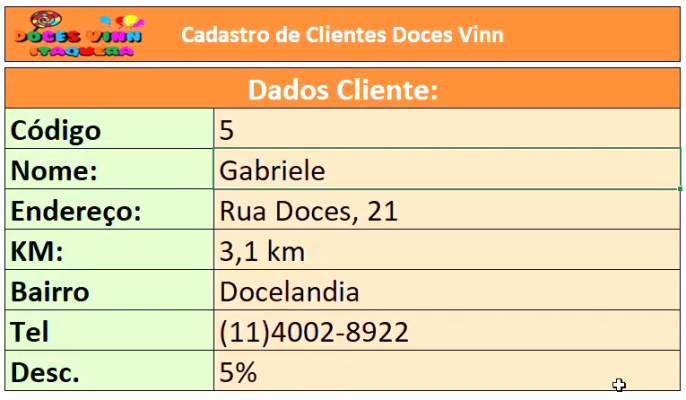 DOCES VINN
ITAQUERA
Cadastro de Clientes Doces Vinn
Dados Cliente:
Código 5
Nome: Gabriele
Endereço: Rua Doces, 21
KM: 3,1 km
Bairro Docelandia
Tel (11)4002-8922
Desc. 5%